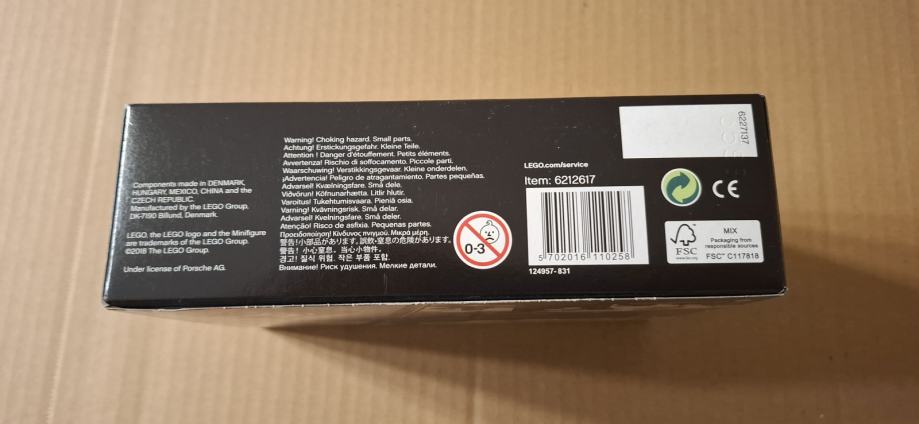 Components made in DENMARK,
HUNGARY, MEXICO, CHINA and the
CZECH REPUBLIC.
Manufactured by the LEGO Group,
DK-7190 Billund, Denmark.
LEGO, the LEGO logo and the Minifigure
are trademarks of the LEGO Group.
©2018 The LEGO Group.
Under license of Porsche AG.
Warning! Choking hazard. Small parts.
Achtung! Erstickungsgefahr. Kleine Teile.
Attention ! Danger d'étouffement. Petits éléments.
Avvertenza! Rischio di soffocamento. Piccole parti.
Waarschuwing! Verstikkingsgevaar. Kleine onderdelen.
¡Advertencia! Peligro de atragantamiento. Partes pequeñas.
Advarsel! Kvælningsfare. Små dele.
Viðvörun! Köfnunarhætta. Litlir hlutir.
Varoitus! Tukehtumisvaara. Pieniä osia.
Varning! Kvävningsrisk. Små delar.
Advarsel! Kvelningsfare. Små deler.
Atenção! Risco de asfixia. Pequenas partes.
Προειδοποίηση! Κίνδυνος πνιγμού. Μικρά μέρη.
警告!小部品があります。誤飲・窒息の危険があります。
警告! 小心窒息。当心小物件。
경고! 질식 위험. 작은 부품 포함.
Внимание! Риск удушения. Мелкие детали.
0-3
LEGO.com/service
Item: 6212617
5 702016 110258
124957-831
6227137
CE
FSC
www.fsc.org
MIX
Packaging from
responsible sources
FSC™ C117818